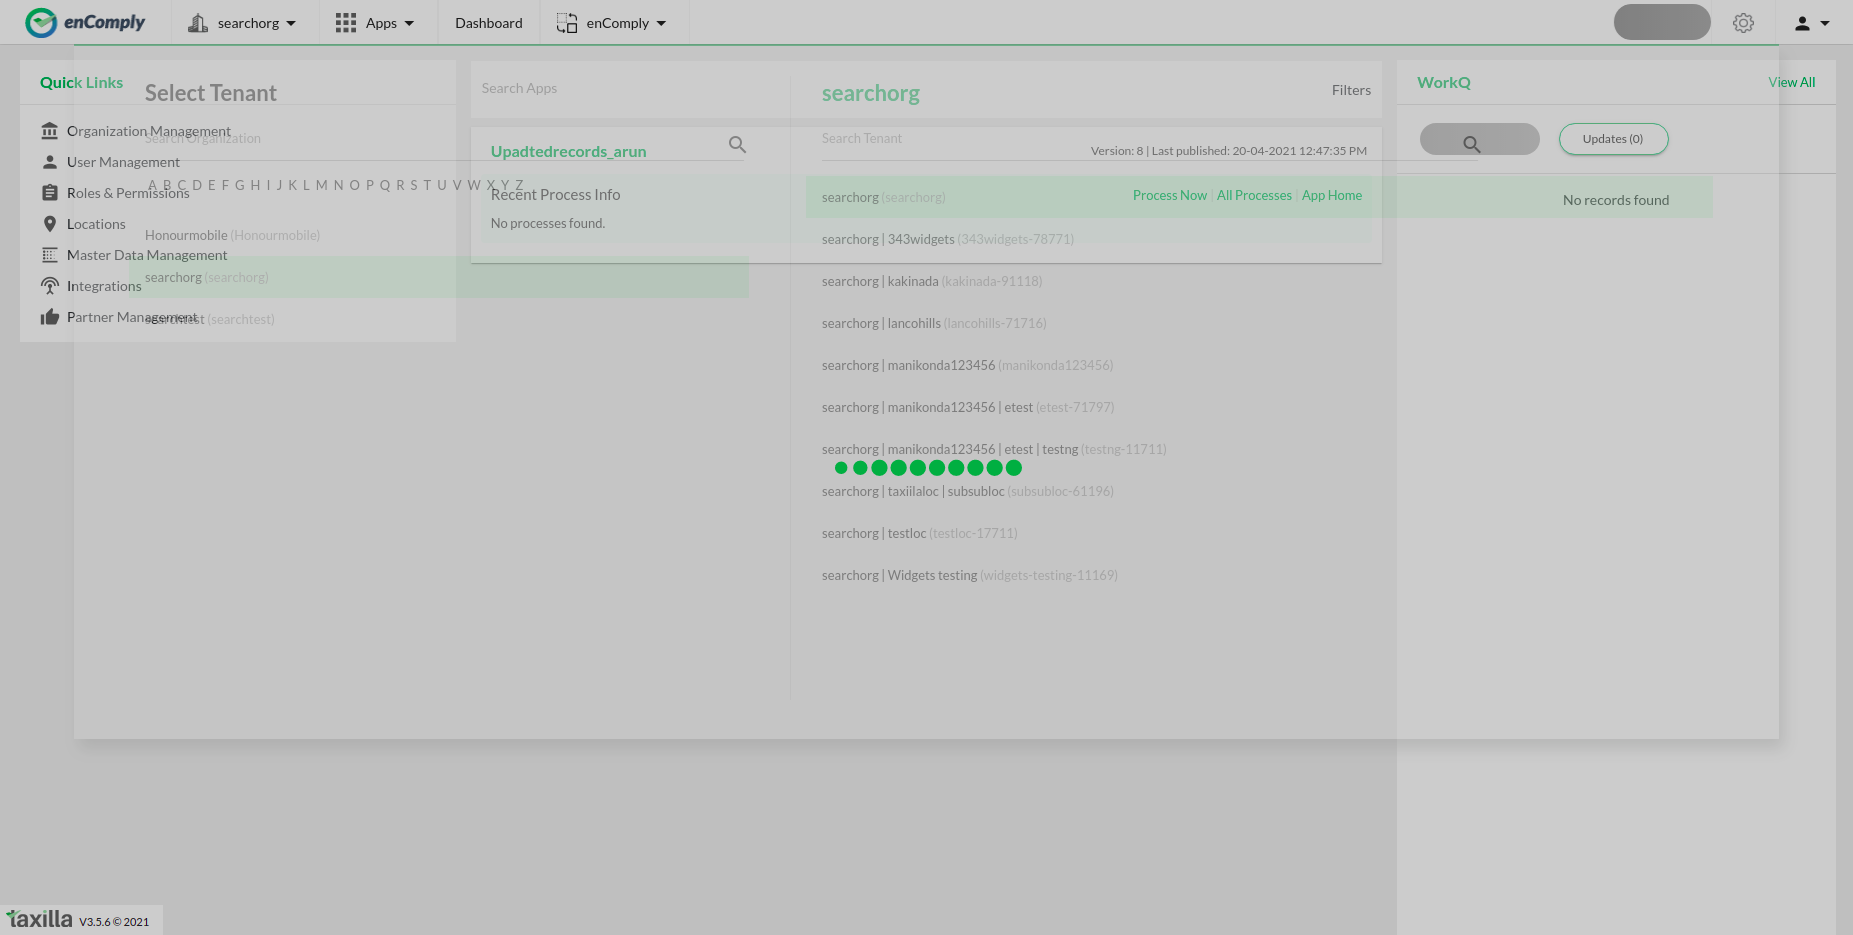 enComply
searchorg
Apps
Dashboard
enComply
Quick Links
Organization Management
User Management
Roles & Permissions
Locations
Master Data Management
Integrations
Partner Management
Select Tenant
Search Organization
A B C D E F G H I J K L M N O P Q R S T U V W X Y Z
Honourmobile (Honourmobile)
searchorg (searchorg)
searchtest (searchtest)
Search Apps
Filters
Upadtedrecords_arun
Version: 8 | Last published: 20-04-2021 12:47:35 PM
Recent Process Info
Process Now | All Processes | App Home
No processes found.
searchorg
Search Tenant
searchorg (searchorg)
searchorg | 343widgets (343widgets-78771)
searchorg | kakinada (kakinada-91118)
searchorg | lancohills (lancohills-71716)
searchorg | manikonda123456 (manikonda123456)
searchorg | manikonda123456 | etest (etest-71797)
searchorg | manikonda123456 | etest | testng (testng-11711)
searchorg | taxiilaloc | subsubloc (subsubloc-61196)
searchorg | testloc (testloc-17711)
searchorg | Widgets testing (widgets-testing-11169)
WorkQ
View All
Updates (0)
No records found
taxilla V3.5.6 © 2021